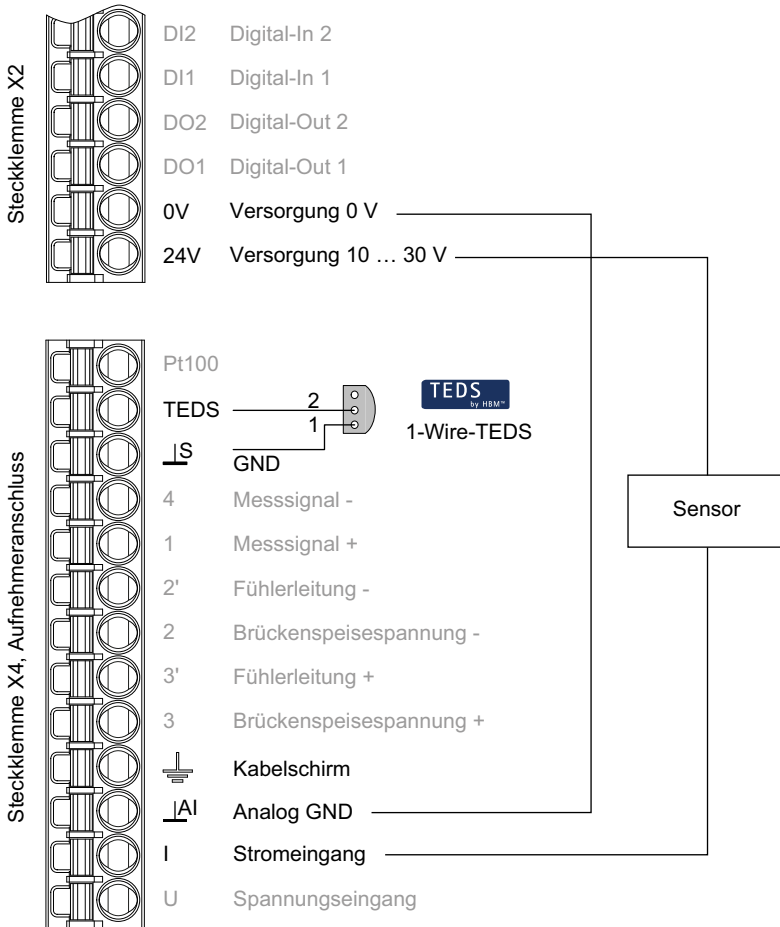 Steckklemme X2
DI2 Digital-In 2
DI1 Digital-In 1
DO2 Digital-Out 2
DO1 Digital-Out 1
0V Versorgung 0 V
24V Versorgung 10 … 30 V
Steckklemme X4, Aufnehmeranschluss
Pt100
TEDS 2
1
TEDS
by HBM™
1-Wire-TEDS
S GND
4 Messsignal -
1 Messsignal +
2' Fühlerleitung -
2 Brückenspeisespannung -
3' Fühlerleitung +
3 Brückenspeisespannung +
Kabelschirm
AI Analog GND
I Stromeingang
U Spannungseingang
Sensor